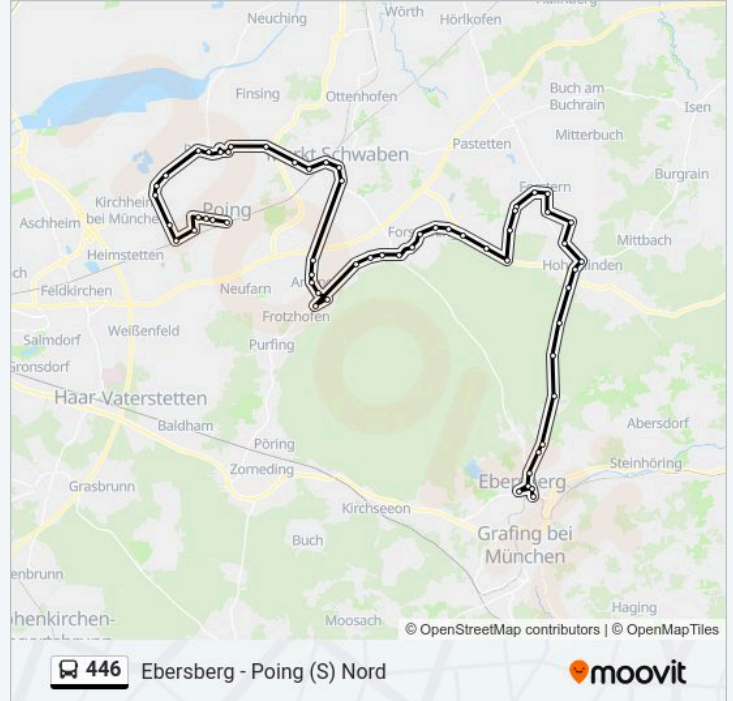 Neuching
Wörth
Hörlkofen
Finsing
Ottenhofen
Buch am
Buchrain
Isen
Mitterbuch
Pastetten
Markt Schwaben
Burgrain
Kirchheim
bei München
Poing
Aschheim
Heimstetten
Mittbach
Feldkirchen
Neufarn
Frotzhofen
Weißenfeld
Salmdorf
Purfing
Gronsdorf
Haar Vaterstetten
Baldham
Abersdorf
Pöring
Zorneding
Steinhöring
Ebersberg
Grasbrunn
Kirchseeon
Grafing bei
München
Buch
Moosach
Haging
© OpenStreetMap contributors | © OpenMapTiles
446 Ebersberg - Poing (S) Nord
moovit